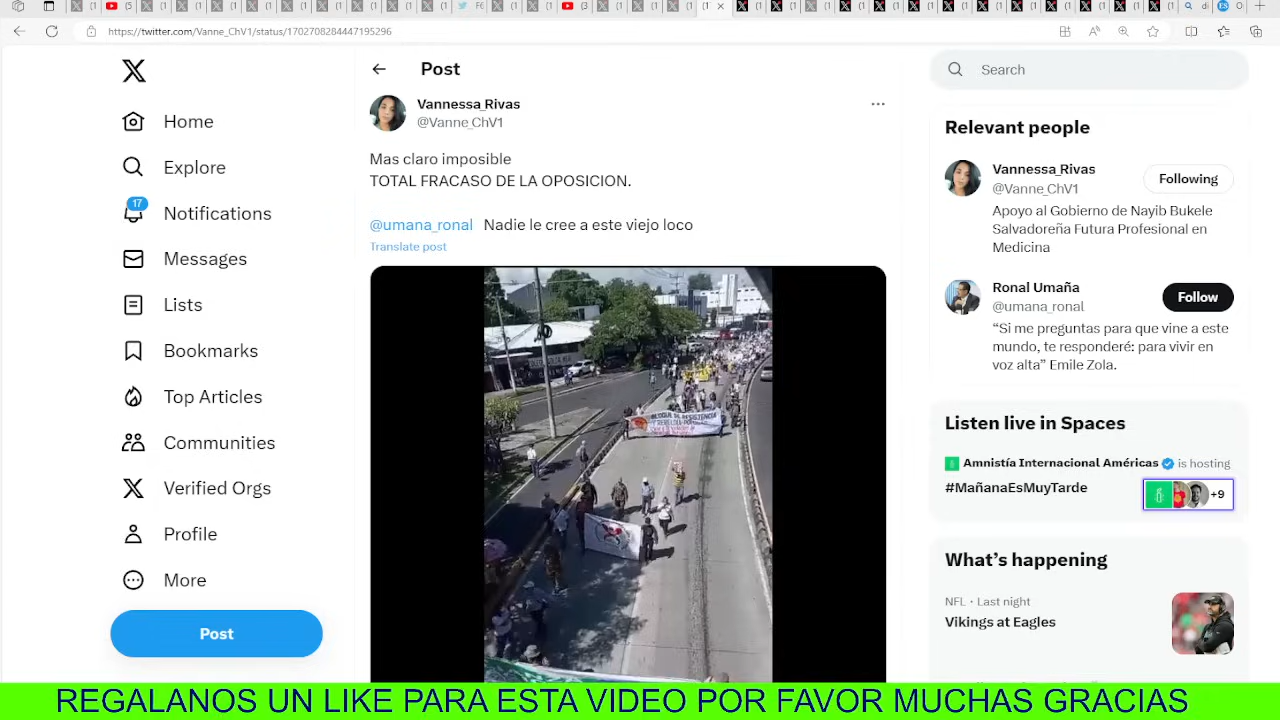 https://twitter.com/Vanne_ChV1/status/1702708284447195296
Post
Search
Home
Explore
17
Notifications
Messages
Lists
Bookmarks
Top Articles
Communities
Verified Orgs
Profile
More
Post
Vannessa_Rivas
@Vanne_ChV1
Mas claro imposible
TOTAL FRACASO DE LA OPOSICION.
@umana_ronal Nadie le cree a este viejo loco
Translate post
BLOQUE DE RESISTENCIA
Relevant people
Vannessa_Rivas
@Vanne_ChV1
Following
Apoyo al Gobierno de Nayib Bukele
Salvadoreña Futura Profesional en
Medicina
Ronal Umaña
@umana_ronal
Follow
“Si me preguntas para que vine a este
mundo, te responderé: para vivir en
voz alta” Emile Zola.
Listen live in Spaces
Amnistía Internacional Américas is hosting
#MañanaEsMuyTarde
+9
What’s happening
NFL · Last night
Vikings at Eagles
REGALANOS UN LIKE PARA ESTA VIDEO POR FAVOR MUCHAS GRACIAS